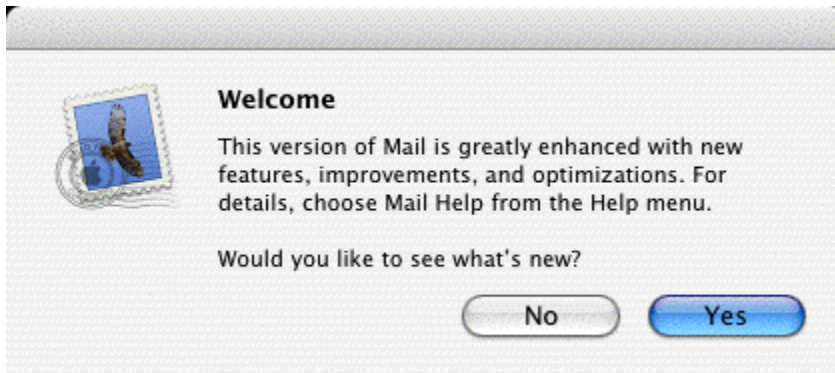 Welcome
This version of Mail is greatly enhanced with new
features, improvements, and optimizations. For
details, choose Mail Help from the Help menu.
Would you like to see what's new?
No
Yes